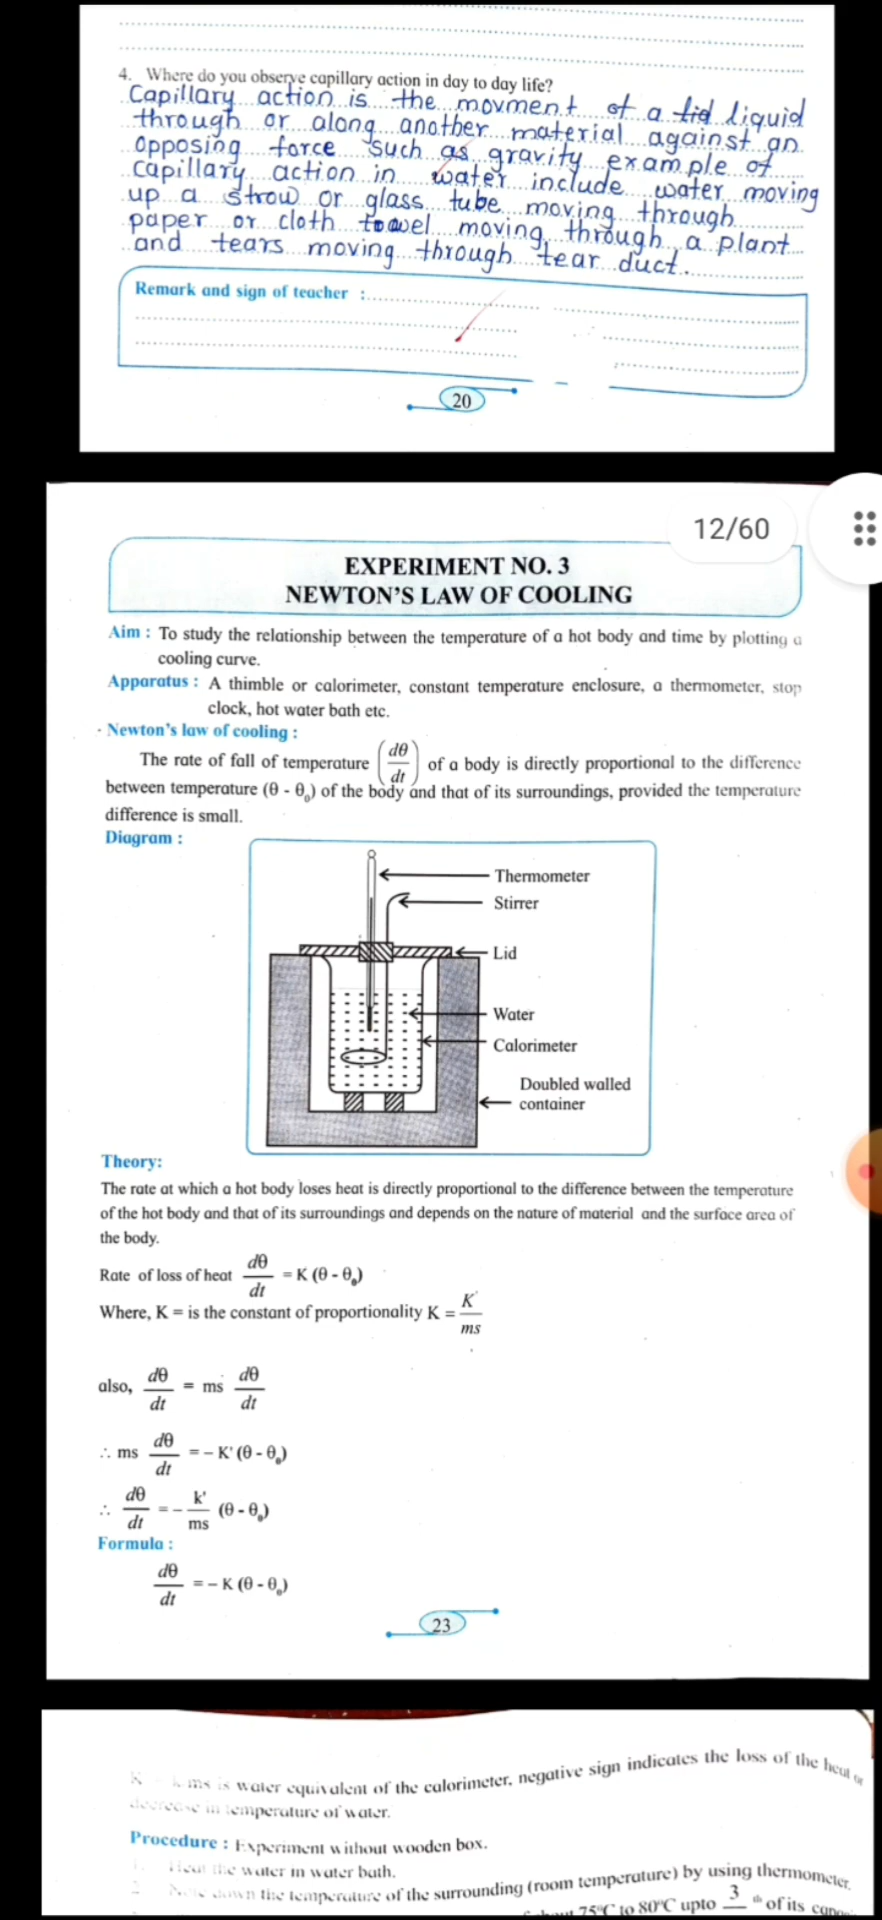 4. Where do you observe capillary action in day to day life?
Capillary action is the movment of a liquid
through or along another material against an
opposing force such as gravity example of
capillary action in water include water moving
up a strow or glass tube moving through
paper or cloth towel moving through a plant
and tears moving through tear duct.
Remark and sign of teacher :
20
12/60
EXPERIMENT NO. 3
NEWTON'S LAW OF COOLING
Aim : To study the relationship between the temperature of a hot body and time by plotting a
cooling curve.
Apparatus : A thimble or calorimeter, constant temperature enclosure, a thermometer, stop
clock, hot water bath etc.
Newton's law of cooling :
The rate of fall of temperature (dθ/dt) of a body is directly proportional to the difference
between temperature (θ - θ₀) of the body and that of its surroundings, provided the temperature
difference is small.
Diagram :
Thermometer
Stirrer
Lid
Water
Calorimeter
Doubled walled
container
Theory:
The rate at which a hot body loses heat is directly proportional to the difference between the temperature
of the hot body and that of its surroundings and depends on the nature of material and the surface area of
the body.
Rate of loss of heat dθ/dt = K (θ - θ₀)
Where, K = is the constant of proportionality K = K'/ms
also, dθ/dt = ms dθ/dt
∴ ms dθ/dt = – K' (θ - θ₀)
∴ dθ/dt = – k'/ms (θ - θ₀)
Formula :
dθ/dt = – K (θ - θ₀)
23
ms is water equivalent of the calorimeter, negative sign indicates the loss of the heat or
decrease in temperature of water.
Procedure : Experiment without wooden box.
1. Heat the water in water bath.
2. Note down the temperature of the surrounding (room temperature) by using thermometer.
75°C to 80°C upto 3 th of its